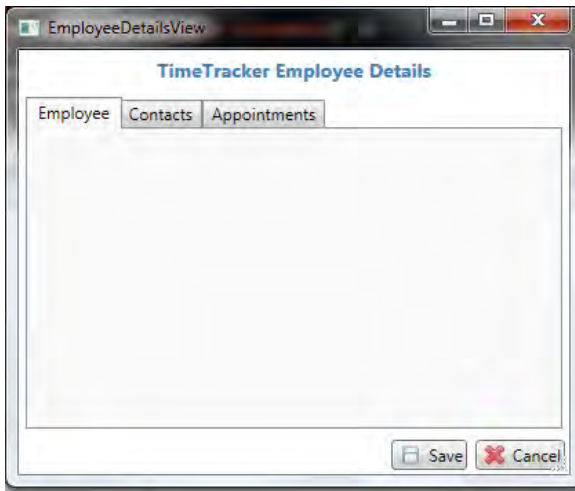 EmployeeDetailsView
TimeTracker Employee Details
Employee Contacts Appointments
Save Cancel